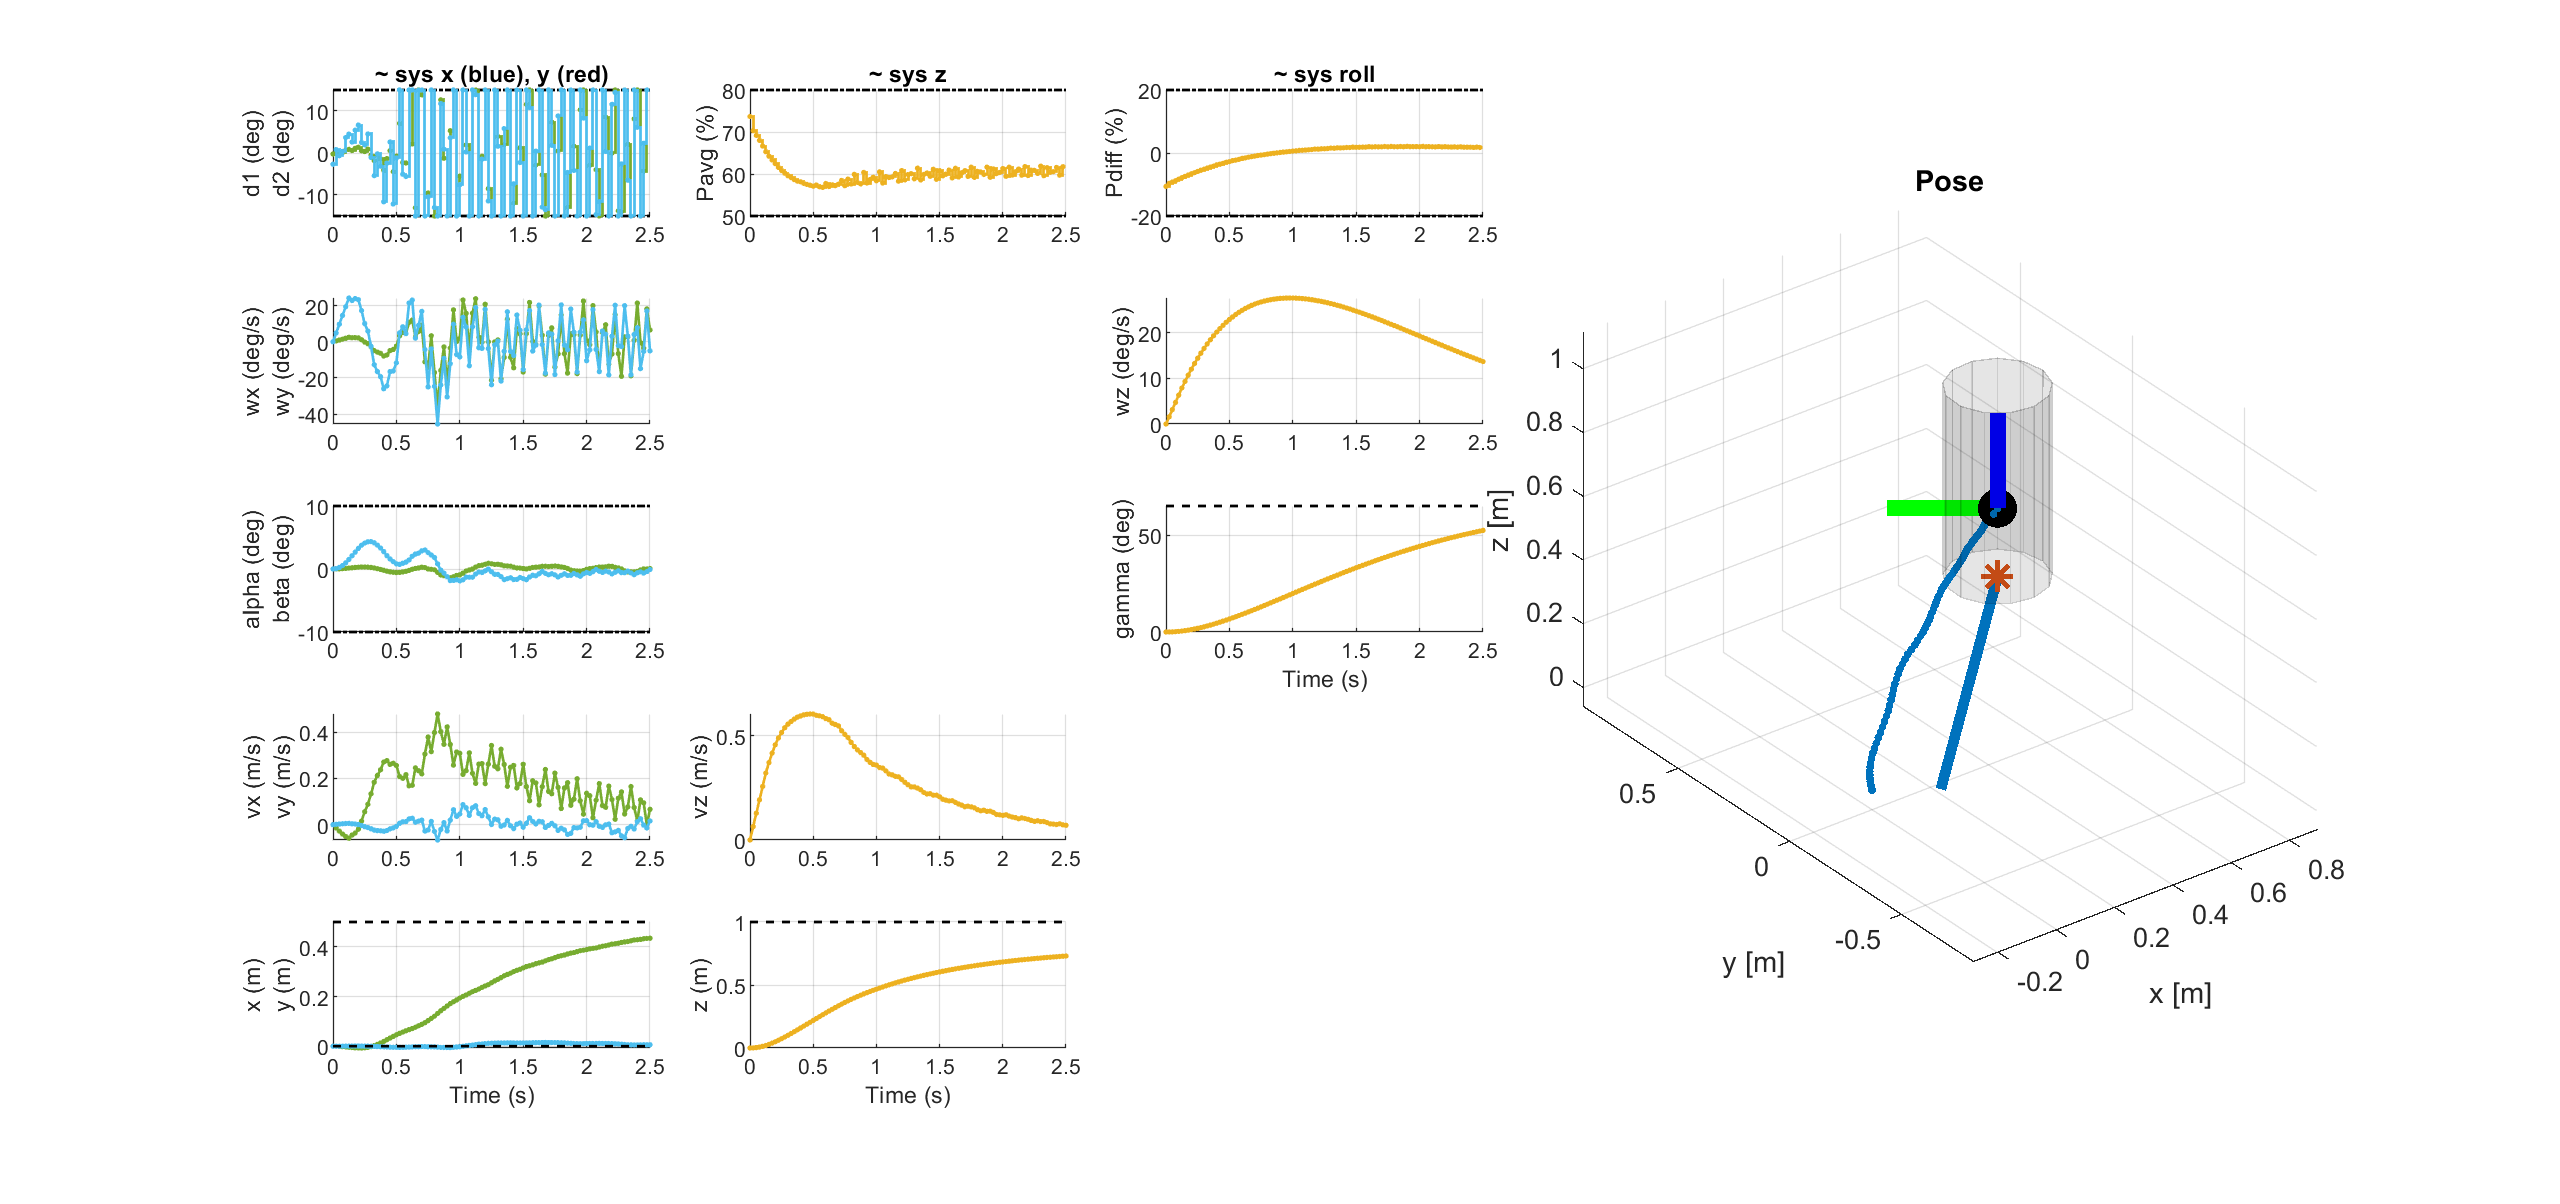 ~ sys x (blue), y (red)
~ sys z
~ sys roll
d1 (deg)
d2 (deg)
10
0
-10
0 0.5 1 1.5 2 2.5
Pavg (%)
80
70
60
50
0 0.5 1 1.5 2 2.5
Pdiff (%)
20
0
-20
0 0.5 1 1.5 2 2.5
wx (deg/s)
wy (deg/s)
20
0
-20
-40
0 0.5 1 1.5 2 2.5
wz (deg/s)
20
10
0
0 0.5 1 1.5 2 2.5
alpha (deg)
beta (deg)
10
0
-10
0 0.5 1 1.5 2 2.5
gamma (deg)
50
0
0 0.5 1 1.5 2 2.5
Time (s)
vx (m/s)
vy (m/s)
0.4
0.2
0
0 0.5 1 1.5 2 2.5
vz (m/s)
0.5
0
0 0.5 1 1.5 2 2.5
x (m)
y (m)
0.4
0.2
0
0 0.5 1 1.5 2 2.5
Time (s)
z (m)
1
0.5
0
0 0.5 1 1.5 2 2.5
Time (s)
Pose
z [m]
1
0.8
0.6
0.4
0.2
0
0.5
0
-0.5
y [m]
-0.2
0
0.2
0.4
0.6
0.8
x [m]